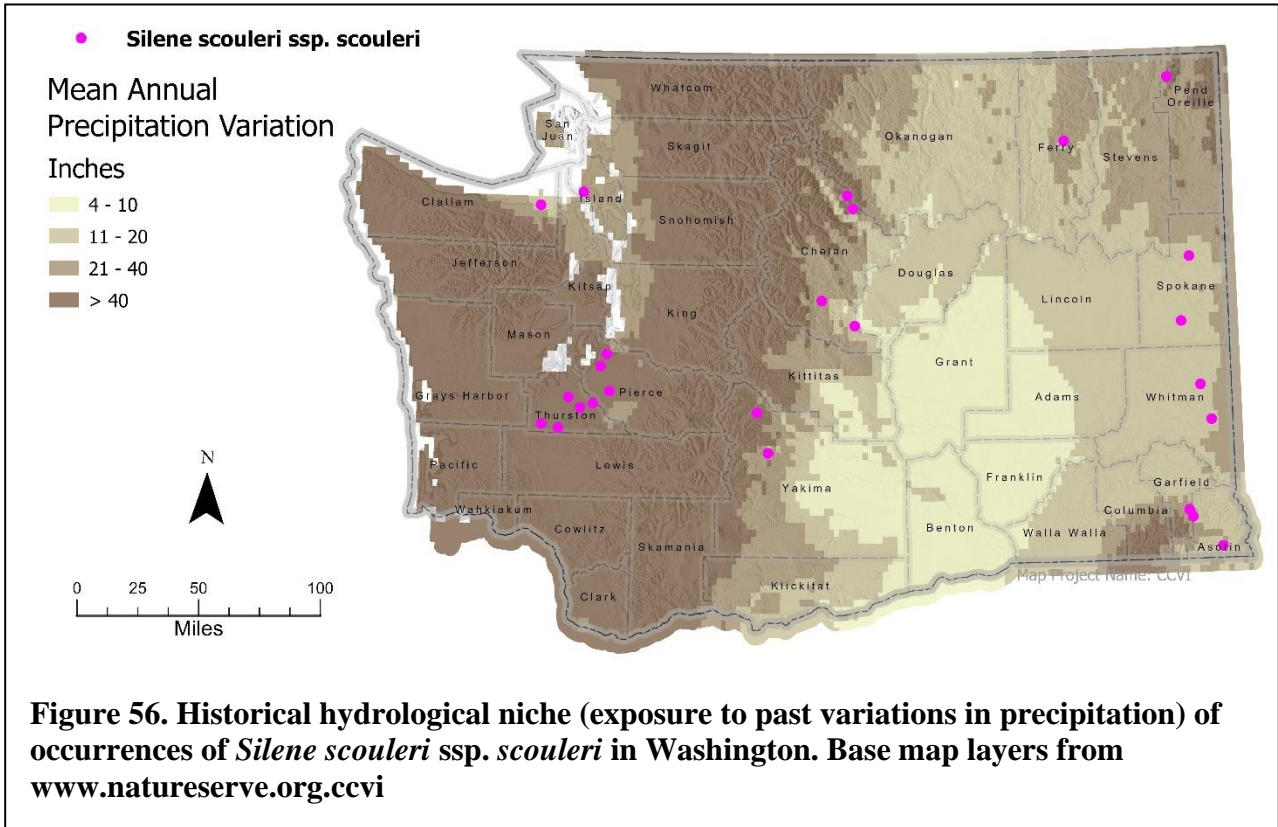 Silene scouleri ssp. scouleri
Mean Annual
Precipitation Variation
Inches
4 - 10
11 - 20
21 - 40
> 40
Whatcom
San
Juan
Skagit
Okanogan
Ferry
Pend
Oreille
Stevens
Clallam
Island
Snohomish
Chelan
Jefferson
Douglas
Kitsap
Lincoln
Spokane
Mason
King
Grant
Kittitas
Grays Harbor
Pierce
Adams
Whitman
Thurston
Pacific
Lewis
Yakima
Franklin
Garfield
Wahkiakum
Columbia
Cowlitz
Benton
Walla Walla
Skamania
Asotin
Klickitat
Clark
Map Project Name: CCVI
N
0 25 50 100
Miles
Figure 56. Historical hydrological niche (exposure to past variations in precipitation) of
occurrences of Silene scouleri ssp. scouleri in Washington. Base map layers from
www.natureserve.org.ccvi